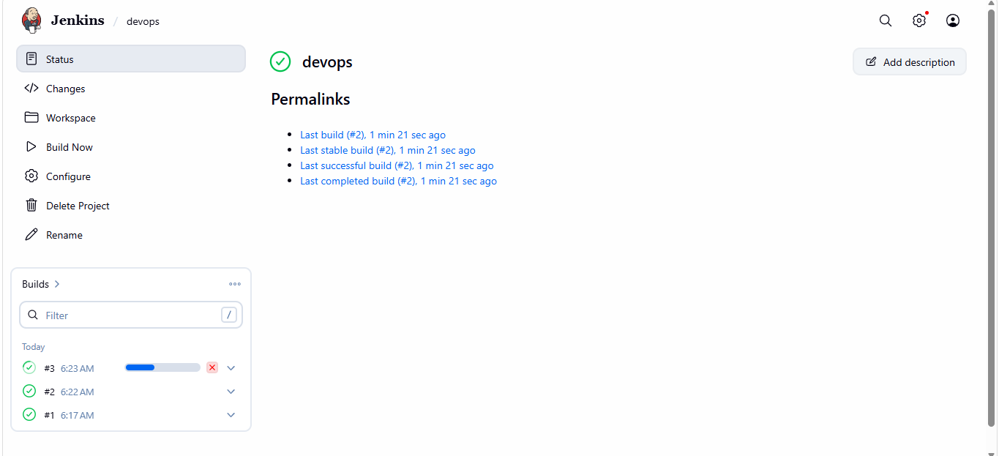 Jenkins / devops
Status
Changes
Workspace
Build Now
Configure
Delete Project
Rename
Builds
Filter /
Today
#3 6:23 AM
#2 6:22 AM
#1 6:17 AM
devops
Add description
Permalinks
Last build (#2), 1 min 21 sec ago
Last stable build (#2), 1 min 21 sec ago
Last successful build (#2), 1 min 21 sec ago
Last completed build (#2), 1 min 21 sec ago